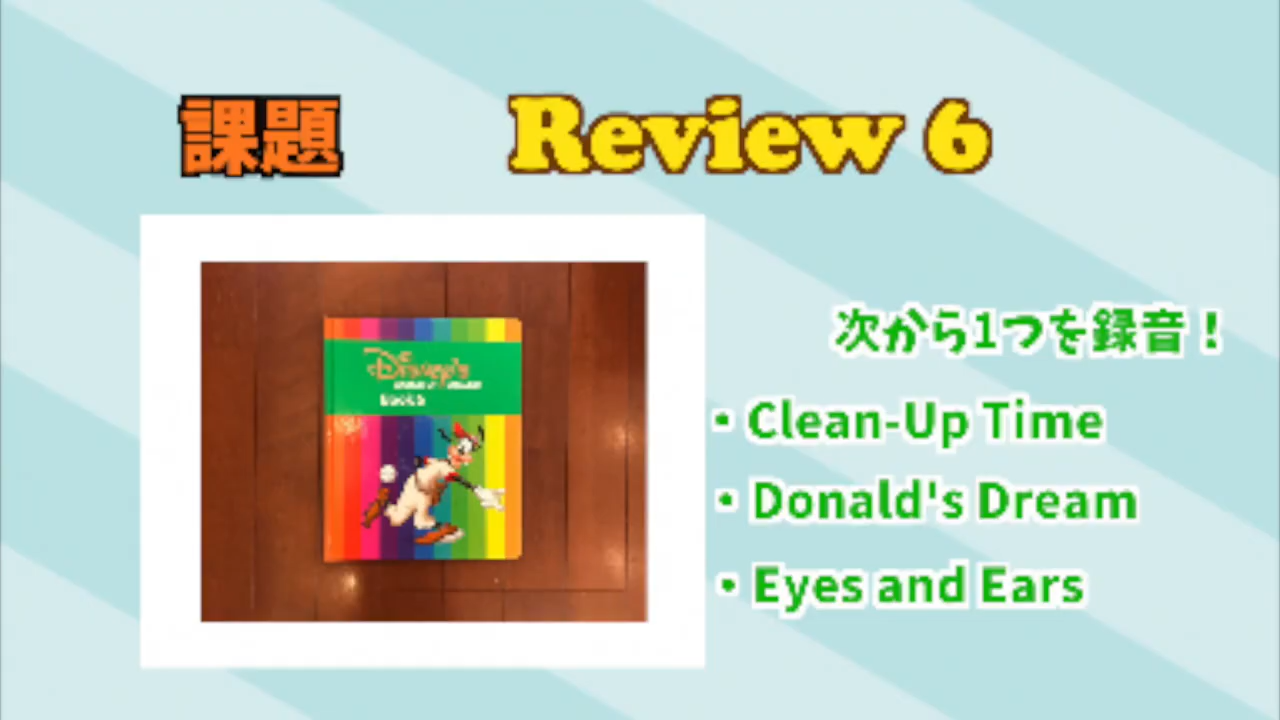 課題
Review 6
Disney's
次から1つを録音！
・Clean-Up Time
・Donald's Dream
・Eyes and Ears